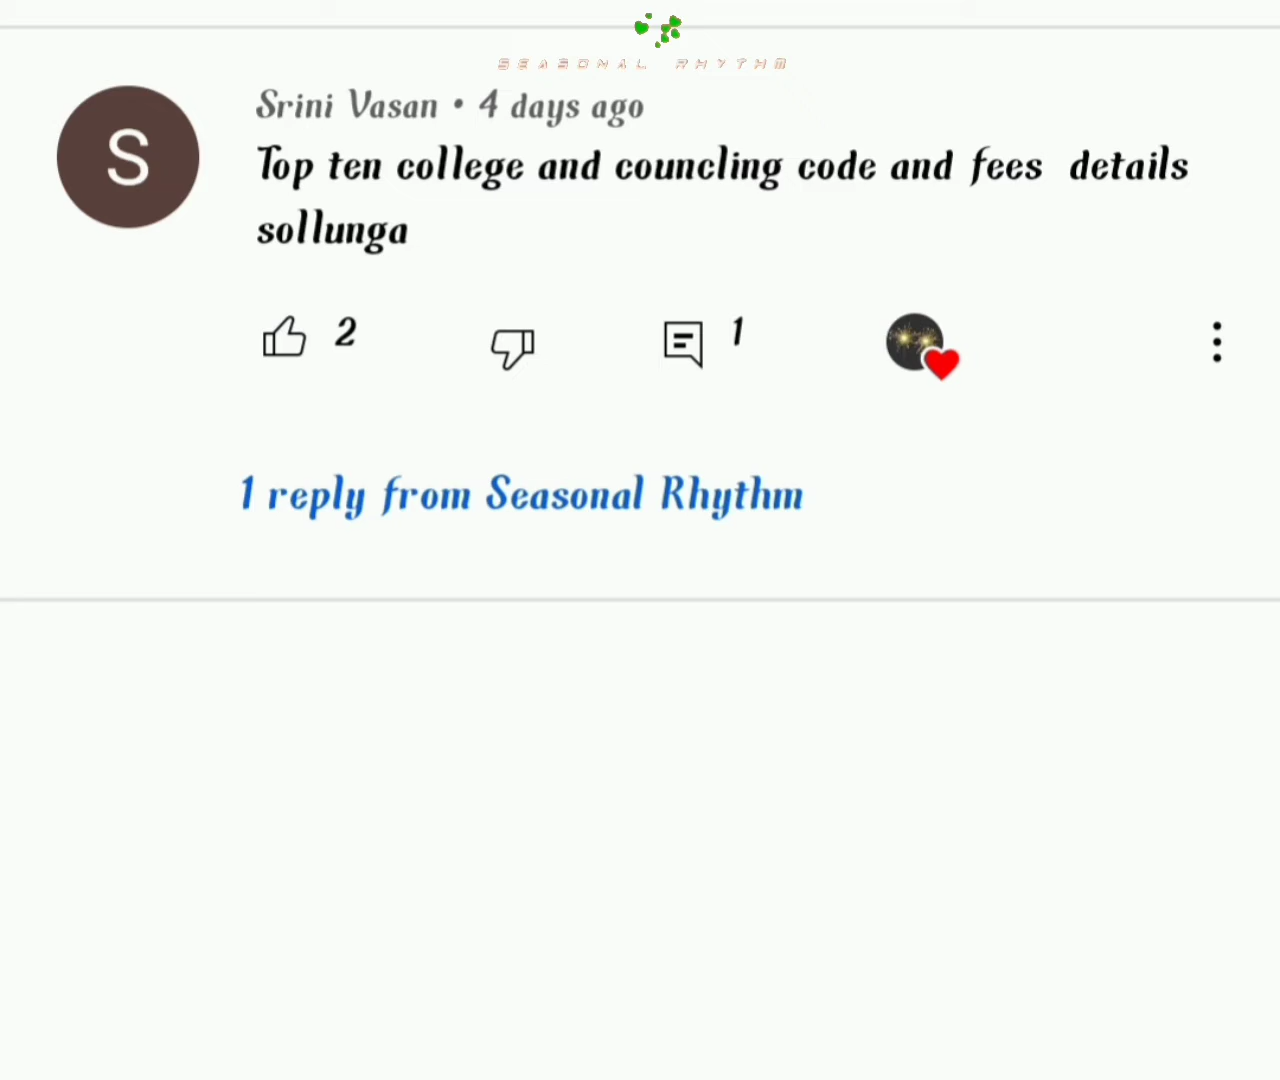 SEASONAL RHYTHM
Srini Vasan • 4 days ago
S
Top ten college and councling code and fees details
sollunga
2
1
1 reply from Seasonal Rhythm